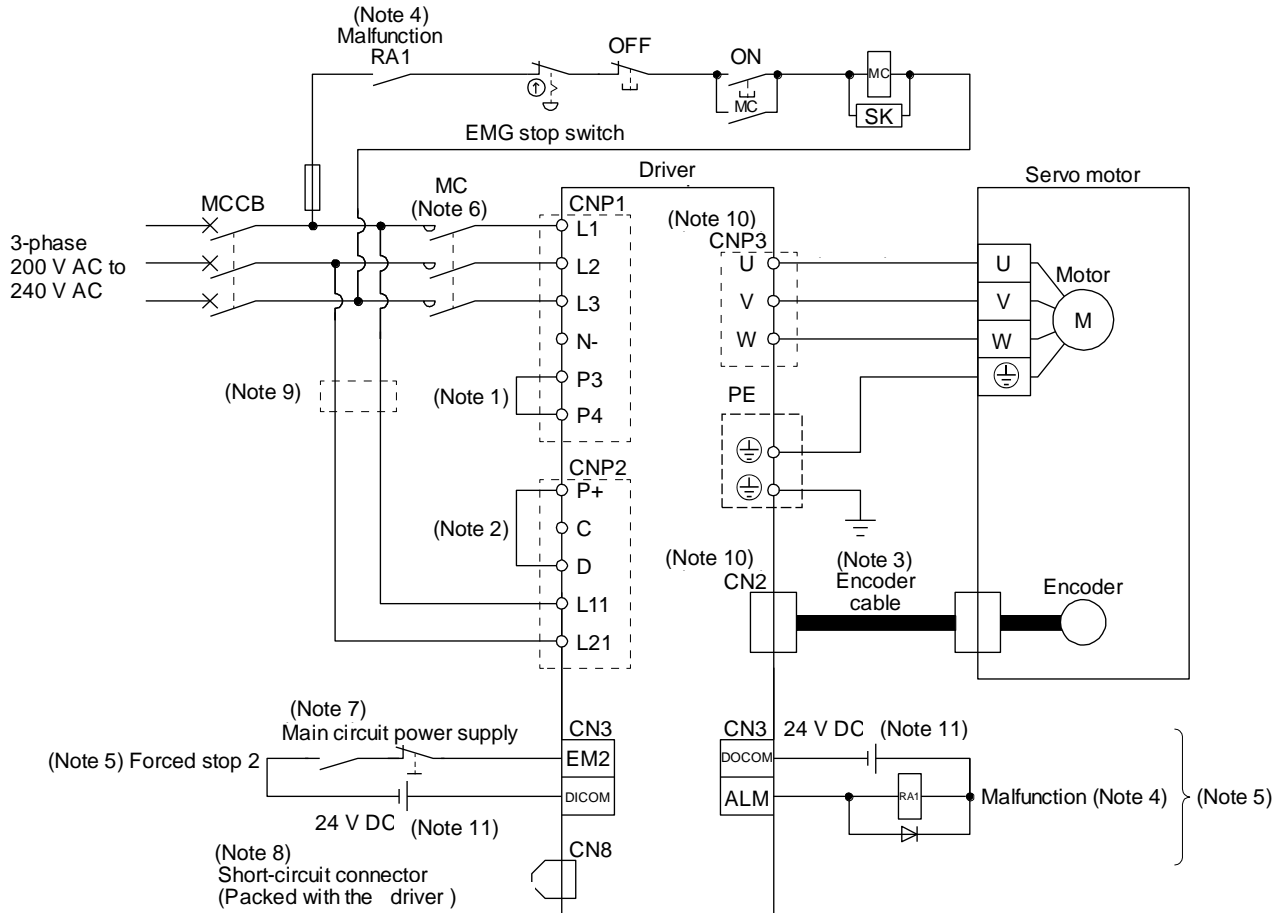 (Note 4)
Malfunction
RA1
OFF
ON
MC
MC
SK
EMG stop switch
Driver
Servo motor
MCCB
MC
(Note 6)
CNP1
(Note 10)
CNP3
3-phase
200 V AC to
240 V AC
L1
L2
L3
N-
P3
P4
(Note 1)
(Note 9)
U
V
W
U
V
W
Motor
M
PE
CNP2
P+
C
D
L11
L21
(Note 2)
(Note 10)
CN2
(Note 3)
Encoder
cable
Encoder
(Note 7)
Main circuit power supply
(Note 5) Forced stop 2
CN3
EM2
DICOM
24 V DC (Note 11)
CN3
DOCOM
ALM
24 V DC (Note 11)
RA1
Malfunction (Note 4)
(Note 5)
(Note 8)
Short-circuit connector
(Packed with the driver )
CN8